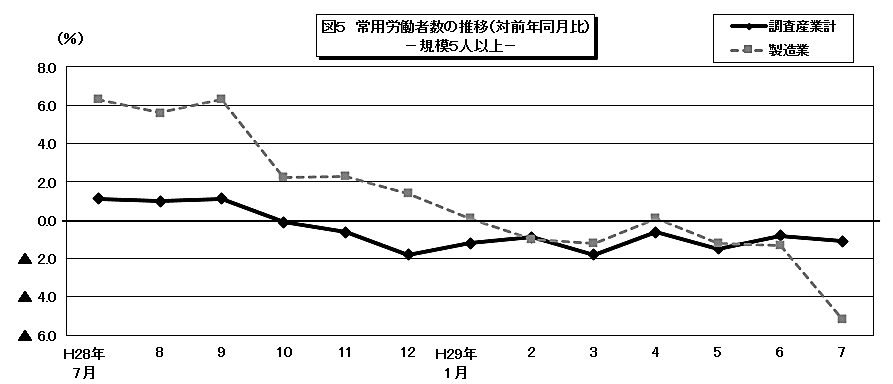 図5 常用労働者数の推移(対前年同月比)
－規模5人以上－
調査産業計
製造業
(%)
8.0
6.0
4.0
2.0
0.0
▲ 2.0
▲ 4.0
▲ 6.0
H28年 8 9 10 11 12 H29年 2 3 4 5 6 7
7月 1月